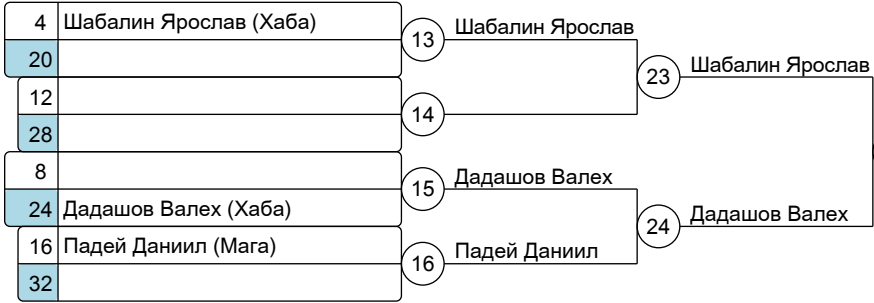 4 Шабалин Ярослав (Хаба)
20
12
28
8
24 Дадашов Валех (Хаба)
16 Падей Даниил (Мага)
32
13 Шабалин Ярослав
14
15 Дадашов Валех
16 Падей Даниил
23 Шабалин Ярослав
24 Дадашов Валех